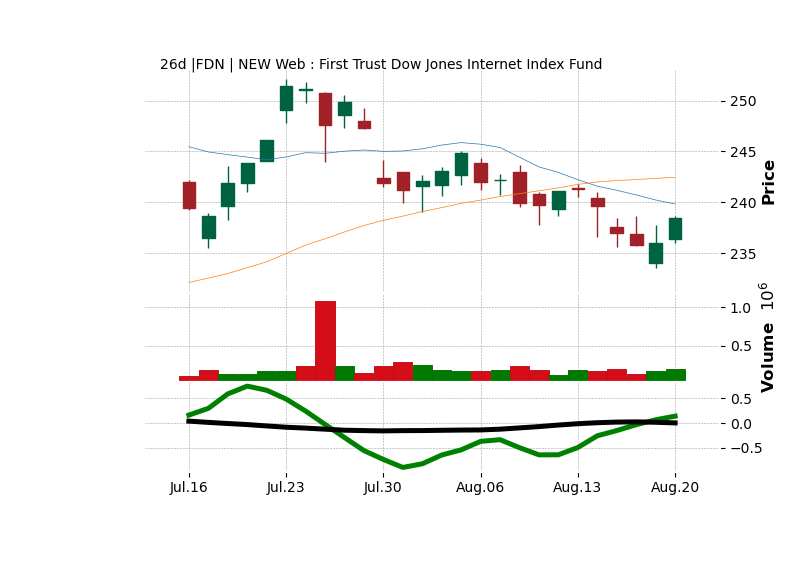 26d |FDN | NEW Web : First Trust Dow Jones Internet Index Fund
250
245
240
235
Price
1.0
0.5
Volume 10^6
0.5
0.0
−0.5
Jul.16 Jul.23 Jul.30 Aug.06 Aug.13 Aug.20